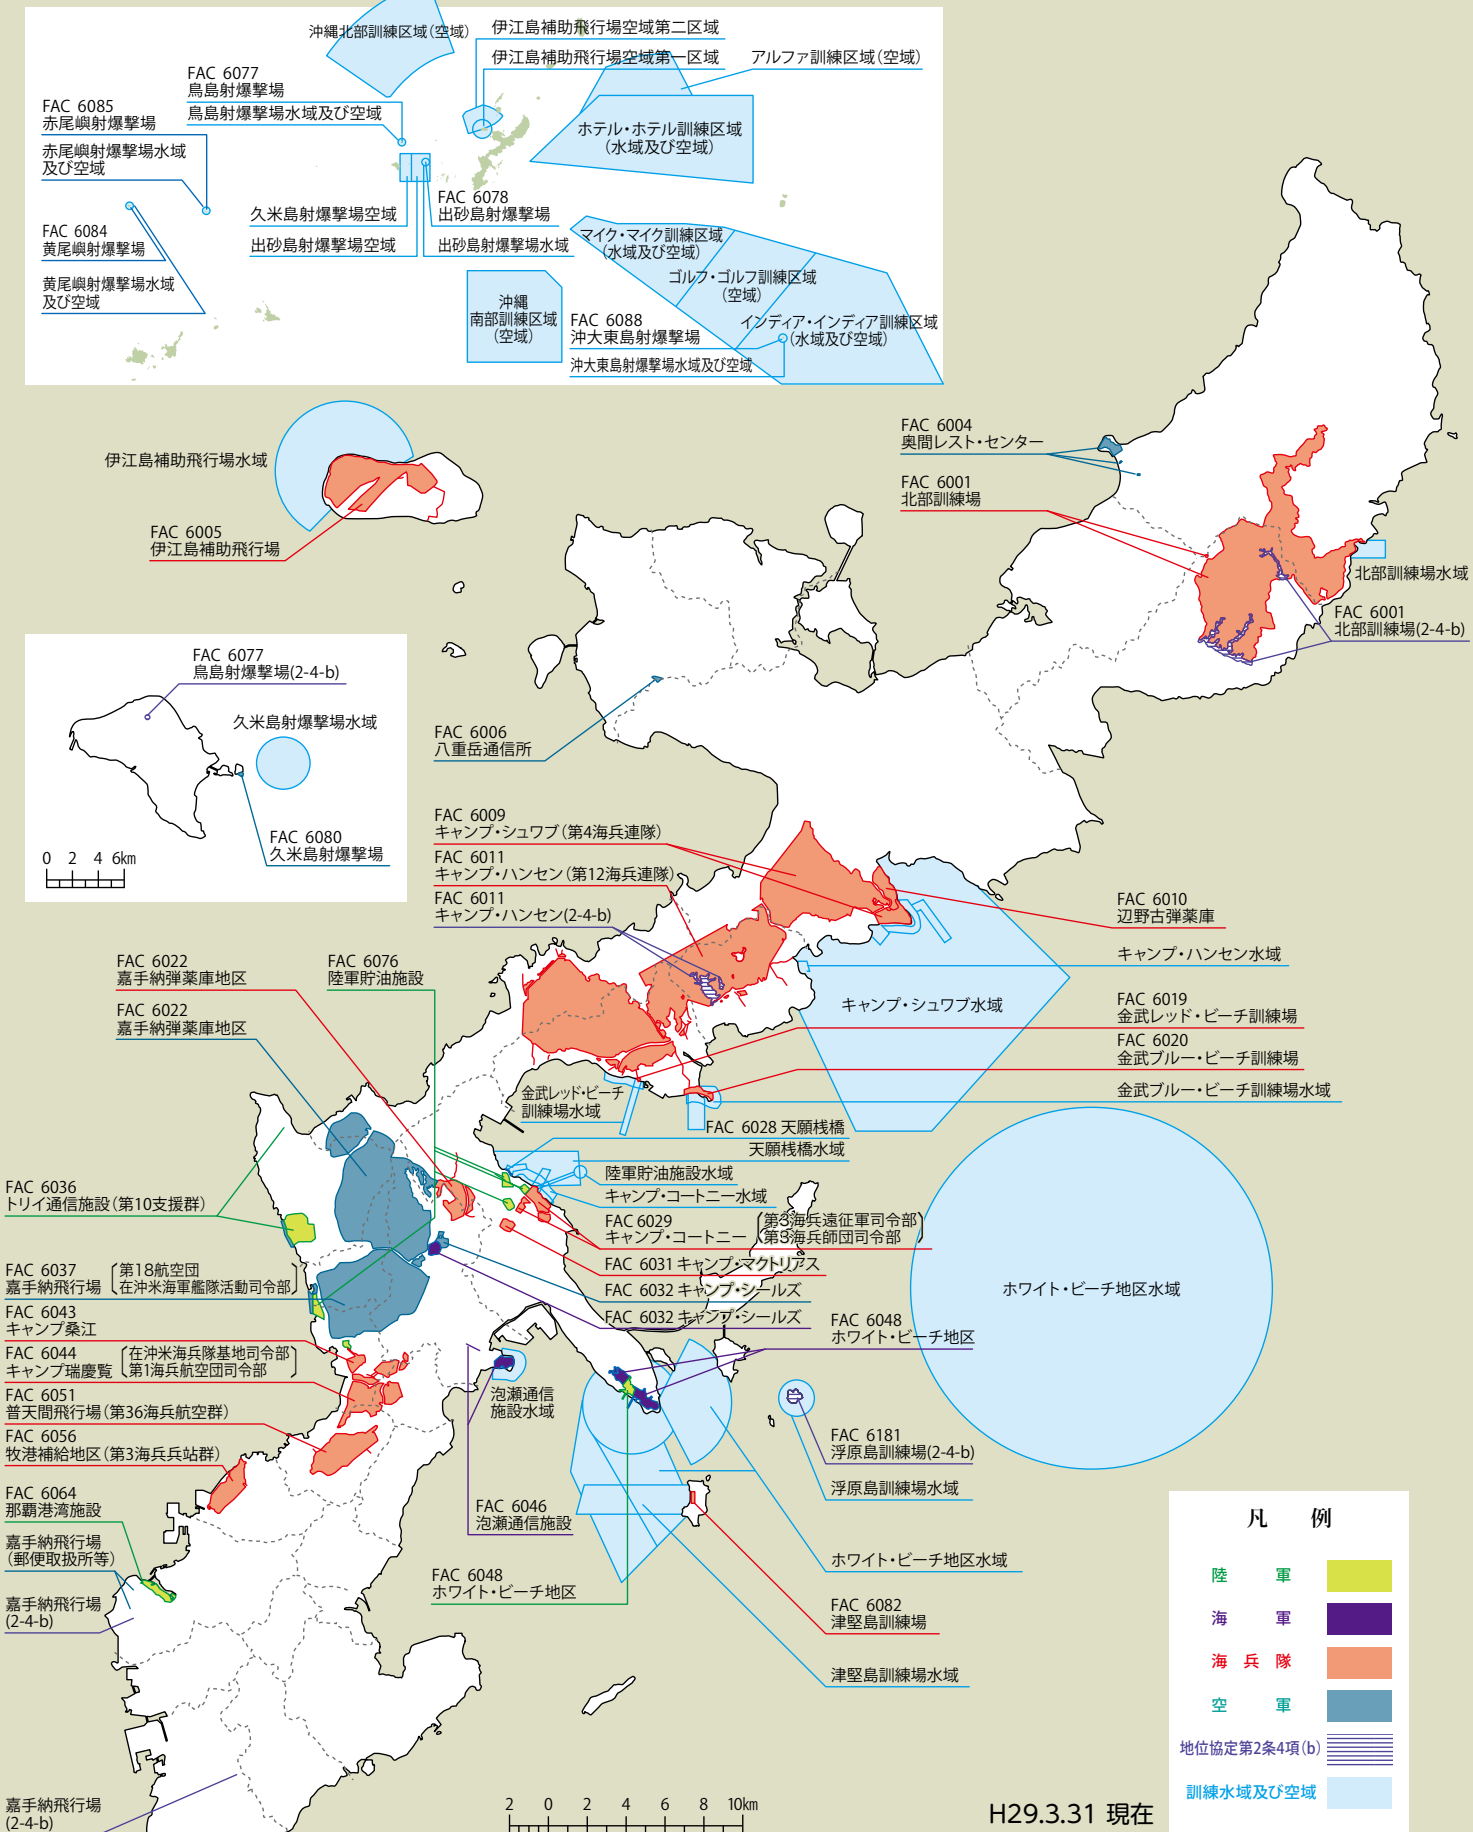 沖縄北部訓練区域(空域)
伊江島補助飛行場空域第二区域
伊江島補助飛行場空域第一区域
アルファ訓練区域(空域)
FAC 6077
鳥島射爆撃場
鳥島射爆撃場水域及び空域
FAC 6085
赤尾嶼射爆撃場
赤尾嶼射爆撃場水域
及び空域
ホテル・ホテル訓練区域
(水域及び空域)
FAC 6078
出砂島射爆撃場
久米島射爆撃場空域
出砂島射爆撃場空域
出砂島射爆撃場水域
FAC 6084
黄尾嶼射爆撃場
黄尾嶼射爆撃場水域
及び空域
マイク・マイク訓練区域
(水域及び空域)
ゴルフ・ゴルフ訓練区域
(空域)
沖縄
南部訓練区域
(空域)
FAC 6088
沖大東島射爆撃場
インディア・インディア訓練区域
(水域及び空域)
沖大東島射爆撃場水域及び空域
伊江島補助飛行場水域
FAC 6005
伊江島補助飛行場
FAC 6004
奥間レスト・センター
FAC 6001
北部訓練場
北部訓練場水域
FAC 6001
北部訓練場(2-4-b)
FAC 6077
鳥島射爆撃場(2-4-b)
久米島射爆撃場水域
FAC 6080
久米島射爆撃場
0 2 4 6km
FAC 6006
八重岳通信所
FAC 6009
キャンプ・シュワブ(第4海兵連隊)
FAC 6011
キャンプ・ハンセン(第12海兵連隊)
FAC 6011
キャンプ・ハンセン(2-4-b)
FAC 6010
辺野古弾薬庫
キャンプ・ハンセン水域
キャンプ・シュワブ水域
FAC 6019
金武レッド・ビーチ訓練場
FAC 6020
金武ブルー・ビーチ訓練場
金武ブルー・ビーチ訓練場水域
FAC 6022
嘉手納弾薬庫地区
FAC 6076
陸軍貯油施設
FAC 6022
嘉手納弾薬庫地区
金武レッド・ビーチ
訓練場水域
FAC 6028 天願桟橋
天願桟橋水域
陸軍貯油施設水域
キャンプ・コートニー水域
FAC 6029
キャンプ・コートニー
第3海兵遠征軍司令部
第3海兵師団司令部
FAC 6031 キャンプ・マクトリアス
FAC 6032 キャンプ・シールズ
FAC 6032 キャンプ・シールズ
FAC 6036
トリイ通信施設(第10支援群)
FAC 6037
嘉手納飛行場
第18航空団
在沖米海軍艦隊活動司令部
FAC 6043
キャンプ桑江
FAC 6044
キャンプ瑞慶覧
在沖米海兵隊基地司令部
第1海兵航空団司令部
FAC 6051
普天間飛行場(第36海兵航空群)
FAC 6056
牧港補給地区(第3海兵兵站群)
FAC 6064
那覇港湾施設
嘉手納飛行場
(郵便取扱所等)
嘉手納飛行場
(2-4-b)
嘉手納飛行場
(2-4-b)
泡瀬通信
施設水域
FAC 6046
泡瀬通信施設
FAC 6048
ホワイト・ビーチ地区
FAC 6048
ホワイト・ビーチ地区
ホワイト・ビーチ地区水域
FAC 6181
浮原島訓練場(2-4-b)
浮原島訓練場水域
ホワイト・ビーチ地区水域
FAC 6082
津堅島訓練場
津堅島訓練場水域
凡 例
陸 軍
海 軍
海 兵 隊
空 軍
地位協定第2条4項(b)
訓練水域及び空域
2 0 2 4 6 8 10km
H29.3.31 現在